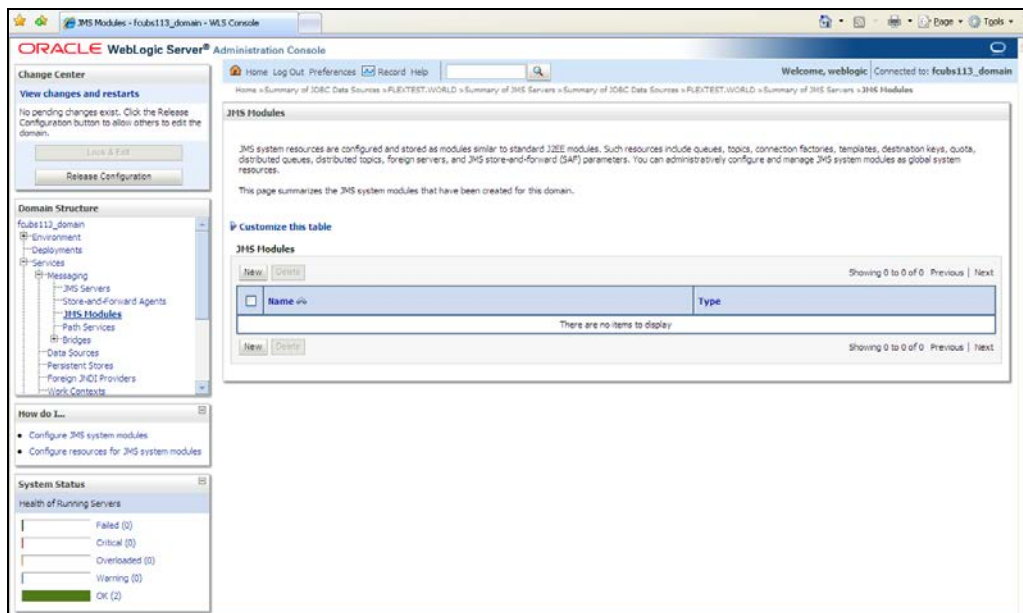 JMS Modules - fcubs113_domain - WLS Console
Page
Tools
ORACLE WebLogic Server® Administration Console
Change Center
View changes and restarts
No pending changes exist. Click the Release
Configuration button to allow others to edit the
domain.
Lock & Edit
Release Configuration
Domain Structure
fcubs113_domain
Environment
Deployments
Services
Messaging
JMS Servers
Store-and-Forward Agents
JMS Modules
Path Services
Bridges
Data Sources
Persistent Stores
Foreign JNDI Providers
Work Contexts
How do I...
Configure JMS system modules
Configure resources for JMS system modules
System Status
Health of Running Servers
Failed (0)
Critical (0)
Overloaded (0)
Warning (0)
OK (2)
Home Log Out Preferences Record Help
Welcome, weblogic Connected to: fcubs113_domain
Home >Summary of JDBC Data Sources >FLEXTEST.WORLD >Summary of JMS Servers >Summary of JDBC Data Sources >FLEXTEST.WORLD >Summary of JMS Servers >JMS Modules
JMS Modules
JMS system resources are configured and stored as modules similar to standard J2EE modules. Such resources include queues, topics, connection factories, templates, destination keys, quota,
distributed queues, distributed topics, foreign servers, and JMS store-and-forward (SAF) parameters. You can administratively configure and manage JMS system modules as global system
resources.
This page summarizes the JMS system modules that have been created for this domain.
Customize this table
JMS Modules
New Delete
Showing 0 to 0 of 0 Previous | Next
Name Type
There are no items to display
New Delete
Showing 0 to 0 of 0 Previous | Next